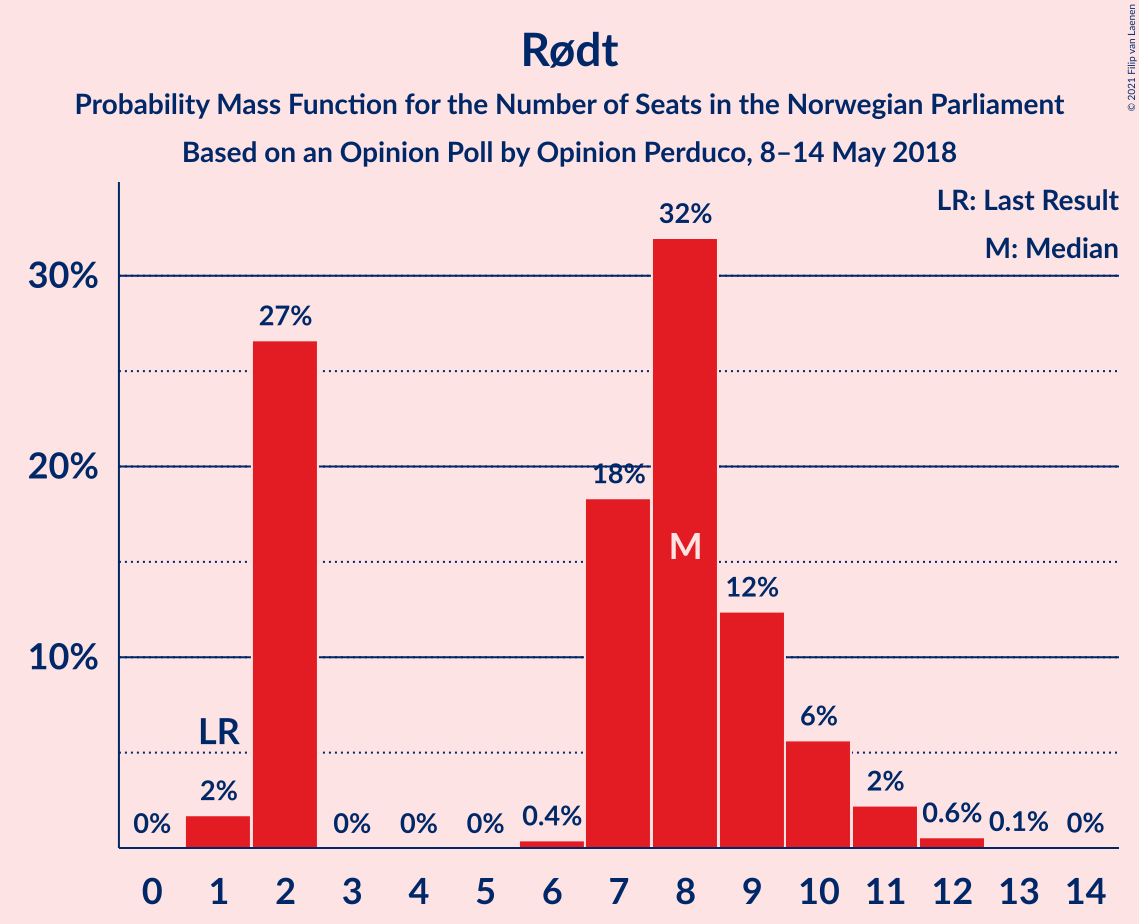 © 2021 Filip van Laenen
Rødt
Probability Mass Function for the Number of Seats in the Norwegian Parliament
Based on an Opinion Poll by Opinion Perduco, 8–14 May 2018
LR: Last Result
M: Median
30%
20%
10%
0%
LR
2%
27%
0%
0%
0%
0.4%
18%
32%
M
12%
6%
2%
0.6%
0.1%
0%
0 1 2 3 4 5 6 7 8 9 10 11 12 13 14